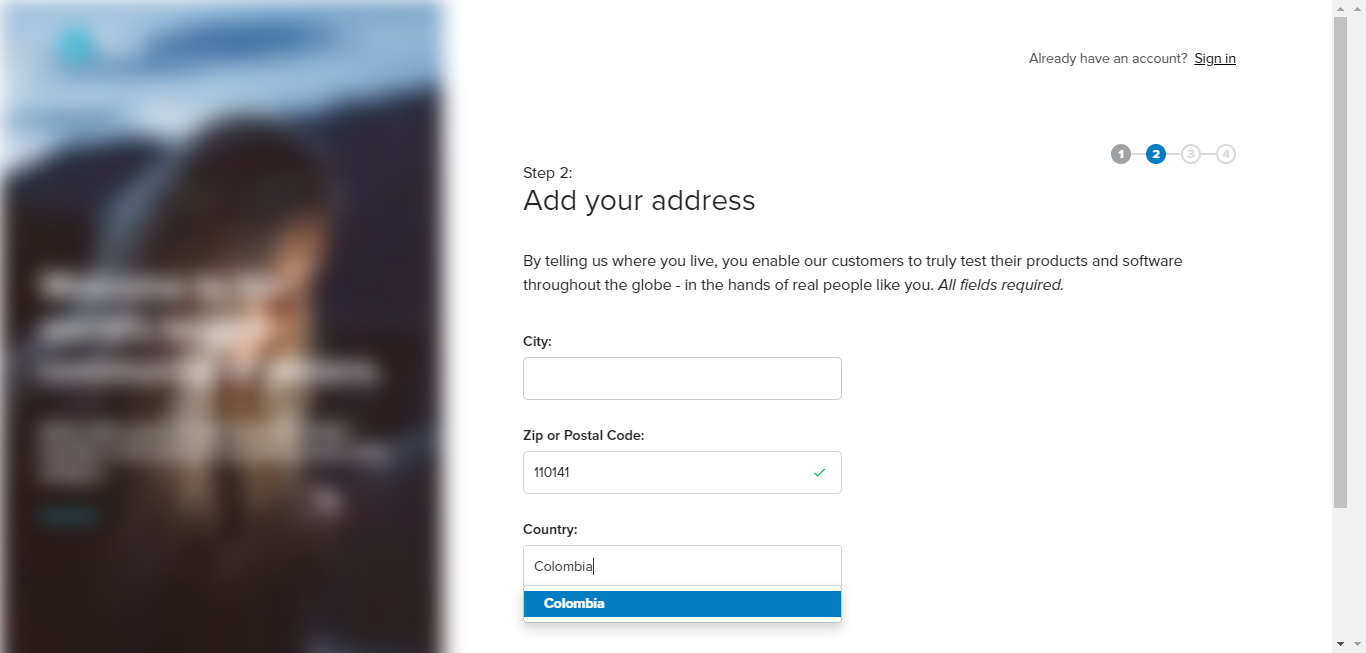 Already have an account? Sign in
1 2 3 4
Step 2:
Add your address
By telling us where you live, you enable our customers to truly test their products and software
throughout the globe - in the hands of real people like you. All fields required.
City:
Zip or Postal Code:
110141
Country:
Colombia
Colombia